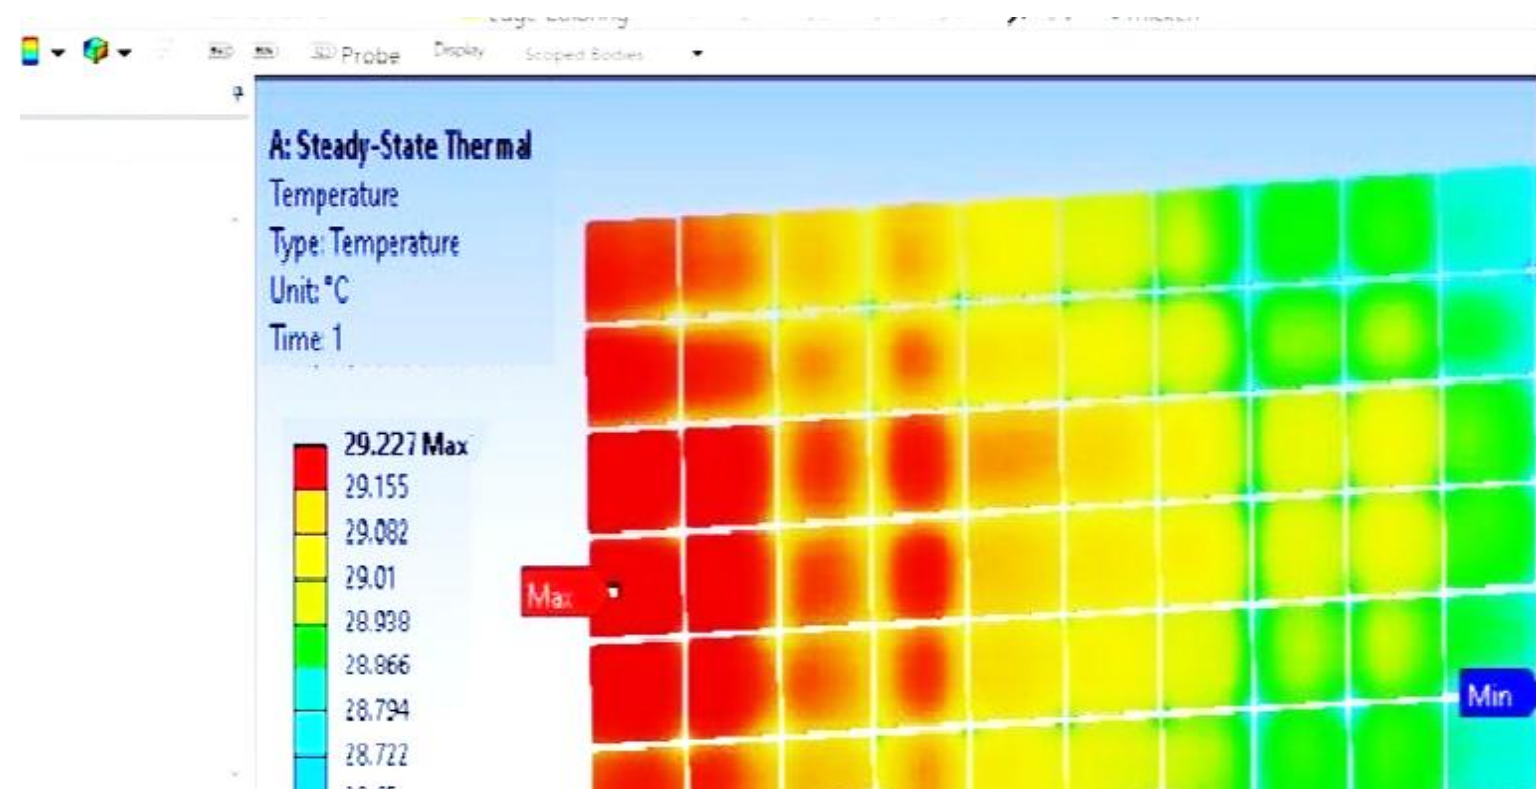 Probe Display Scoped Bodies
A: Steady-State Thermal
Temperature
Type: Temperature
Unit: °C
Time: 1
29.227 Max
29.155
29.082
29.01
28.938
28.866
28.794
28.722
Max
Min